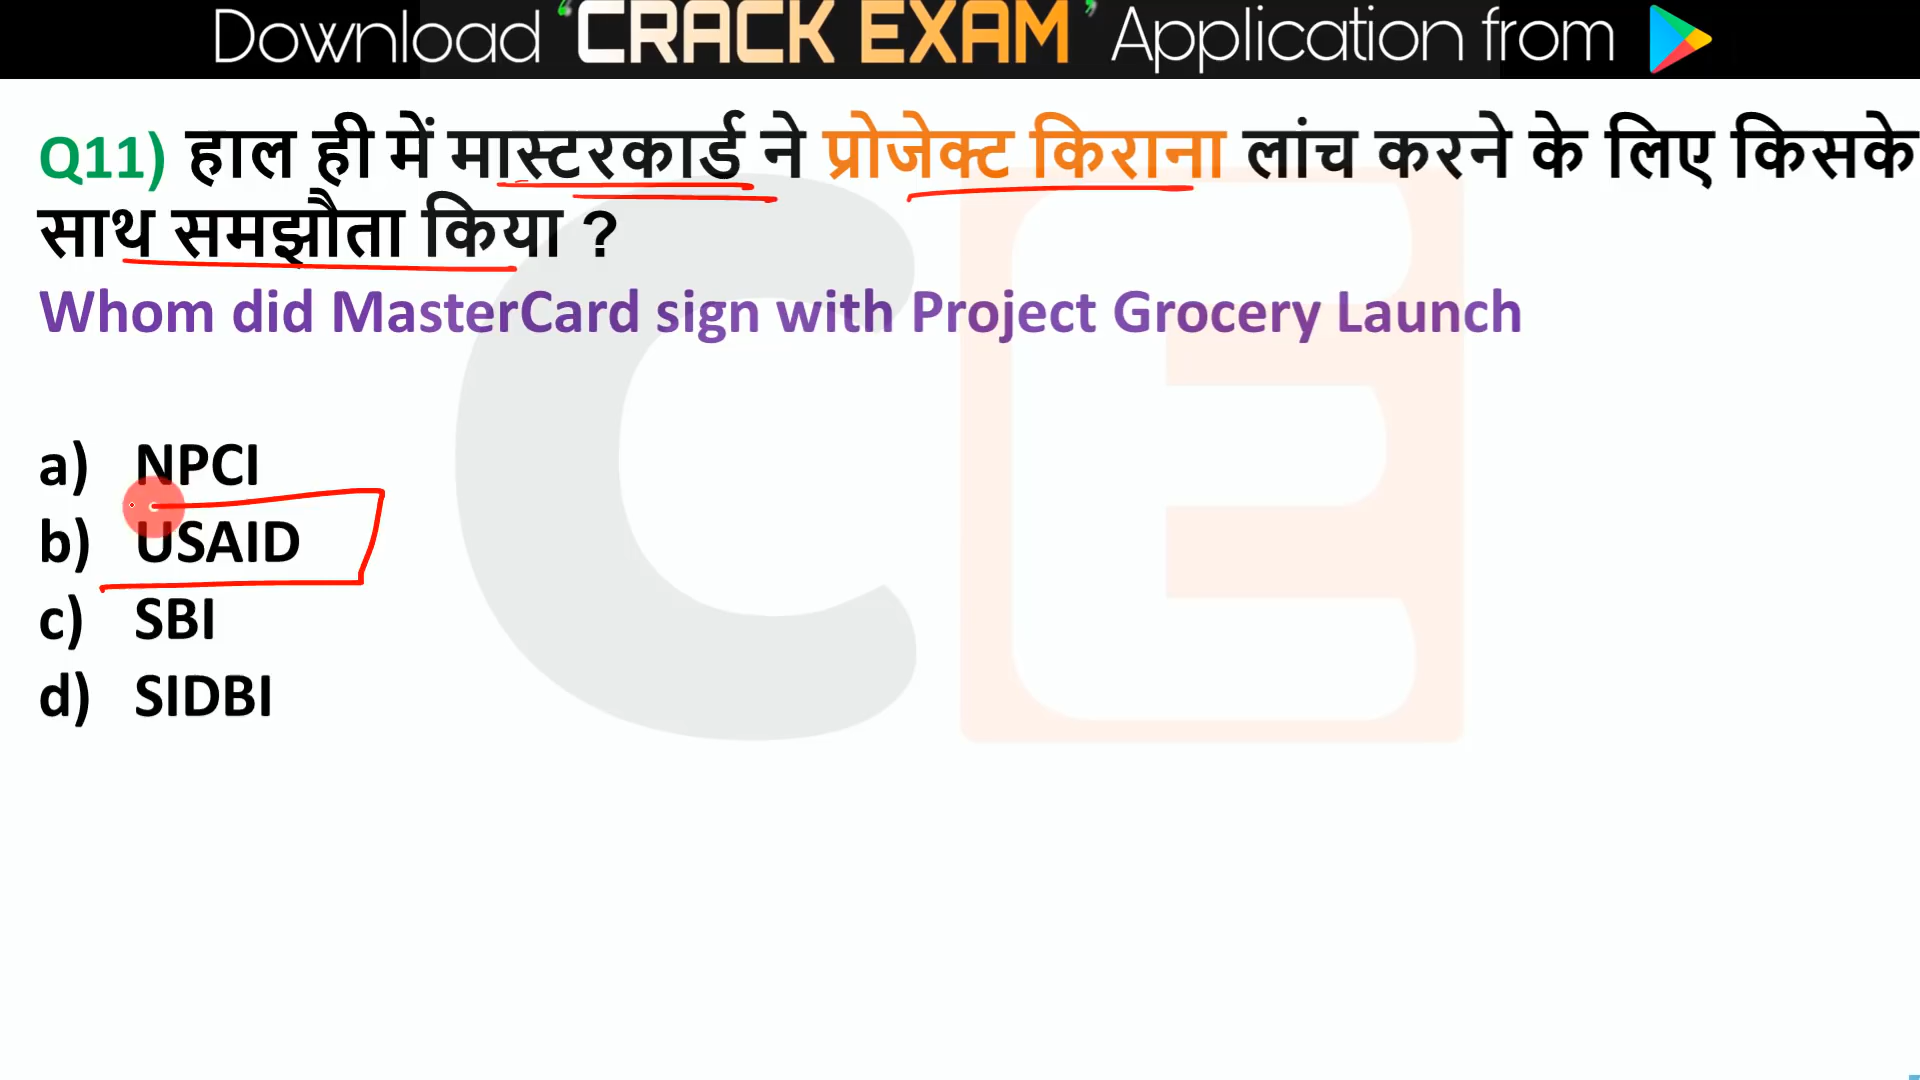 Download ‘CRACK EXAM’ Application from
Q11) हाल ही में मास्टरकार्ड ने प्रोजेक्ट किराना लांच करने के लिए किसके
साथ समझौता किया ?
Whom did MasterCard sign with Project Grocery Launch
a) NPCI
b) USAID
c) SBI
d) SIDBI
CE